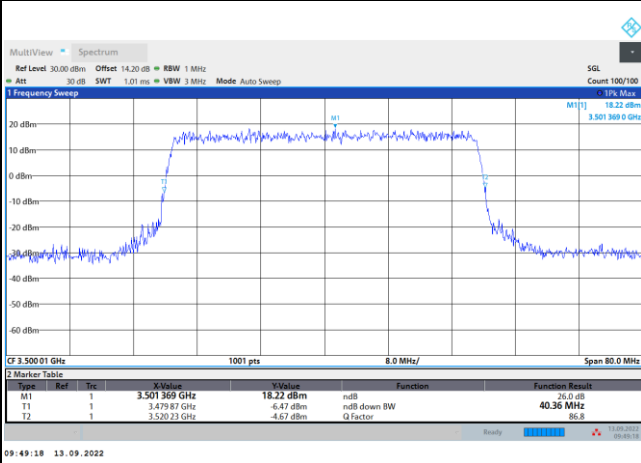 MultiView Spectrum
Ref Level 30.00 dBm Offset 14.20 dB RBW 1 MHz SGL
Att 30 dB SWT 1.01 ms VBW 3 MHz Mode Auto Sweep Count 100/100
1 Frequency Sweep 1Pk Max
M1[1] 18.22 dBm
3.501 369 0 GHz
M1
20 dBm
10 dBm
0 dBm
T1 T2
-10 dBm
-20 dBm
-30 dBm
-40 dBm
-50 dBm
-60 dBm
CF 3.500 01 GHz 1001 pts 8.0 MHz/ Span 80.0 MHz
2 Marker Table
Type Ref Trc X-Value Y-Value Function Function Result
M1 1 3.501 369 GHz 18.22 dBm ndB 26.0 dB
T1 1 3.479 87 GHz -6.47 dBm ndB down BW 40.36 MHz
T2 1 3.520 23 GHz -4.67 dBm Q Factor 86.8
Ready 13.09.2022
09:49:18
09:49:18 13.09.2022